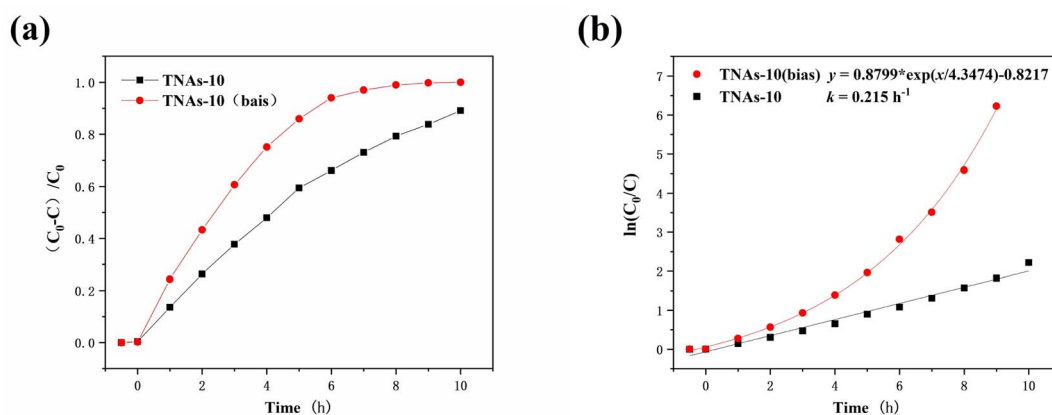 (a)
TNAs-10
TNAs-10（bais）
1.0
0.8
0.6
0.4
0.2
0.0
（C₀-C）/C₀
0 2 4 6 8 10
Time (h)
(b)
TNAs-10(bias) y = 0.8799*exp(x/4.3474)-0.8217
TNAs-10 k = 0.215 h⁻¹
7
6
5
4
3
2
1
0
ln(C₀/C)
0 2 4 6 8 10
Time (h)